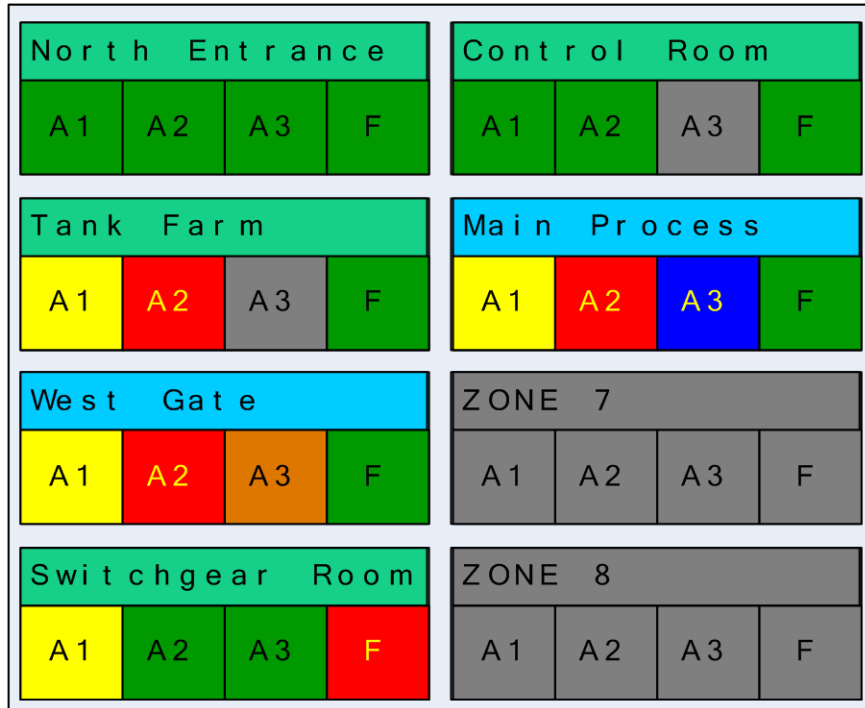 North Entrance
A1 A2 A3 F
Control Room
A1 A2 A3 F
Tank Farm
A1 A2 A3 F
Main Process
A1 A2 A3 F
West Gate
A1 A2 A3 F
ZONE 7
A1 A2 A3 F
Switchgear Room
A1 A2 A3 F
ZONE 8
A1 A2 A3 F